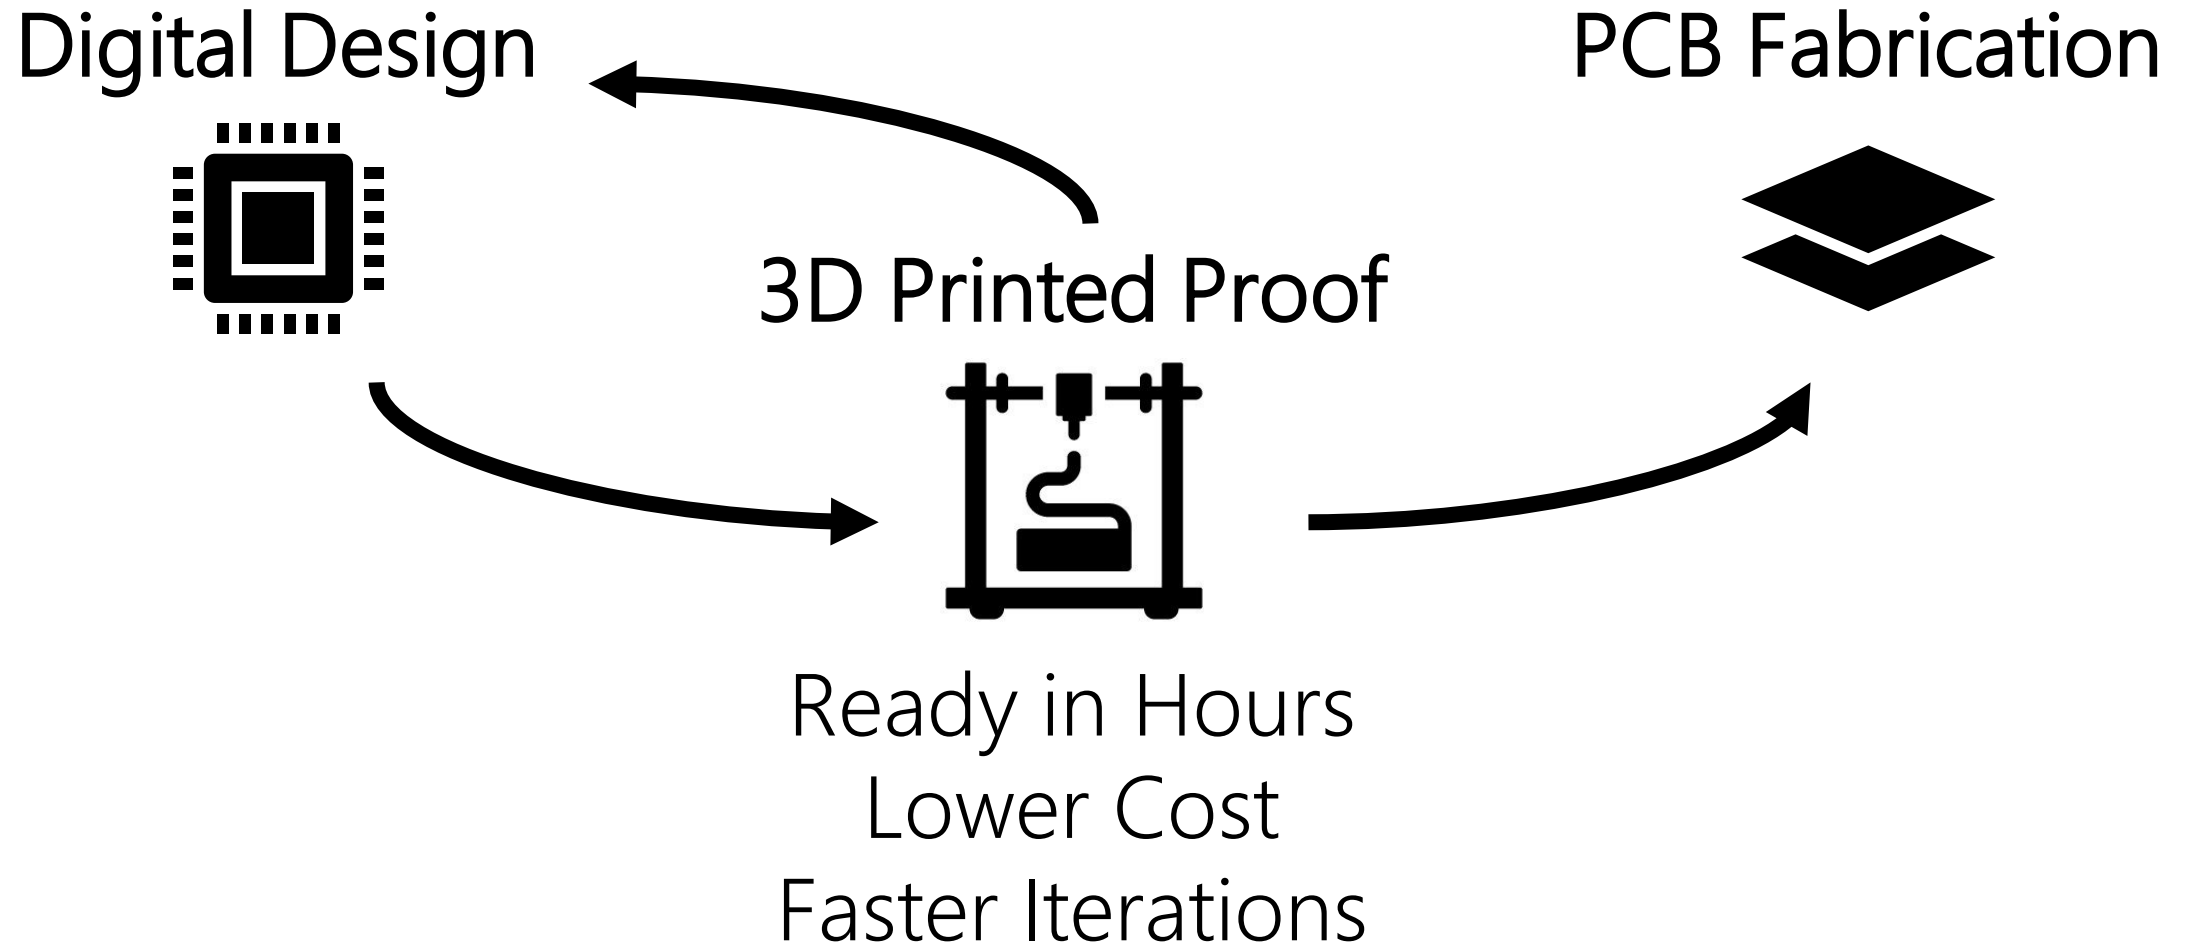 Digital Design
PCB Fabrication
3D Printed Proof
Ready in Hours
Lower Cost
Faster Iterations